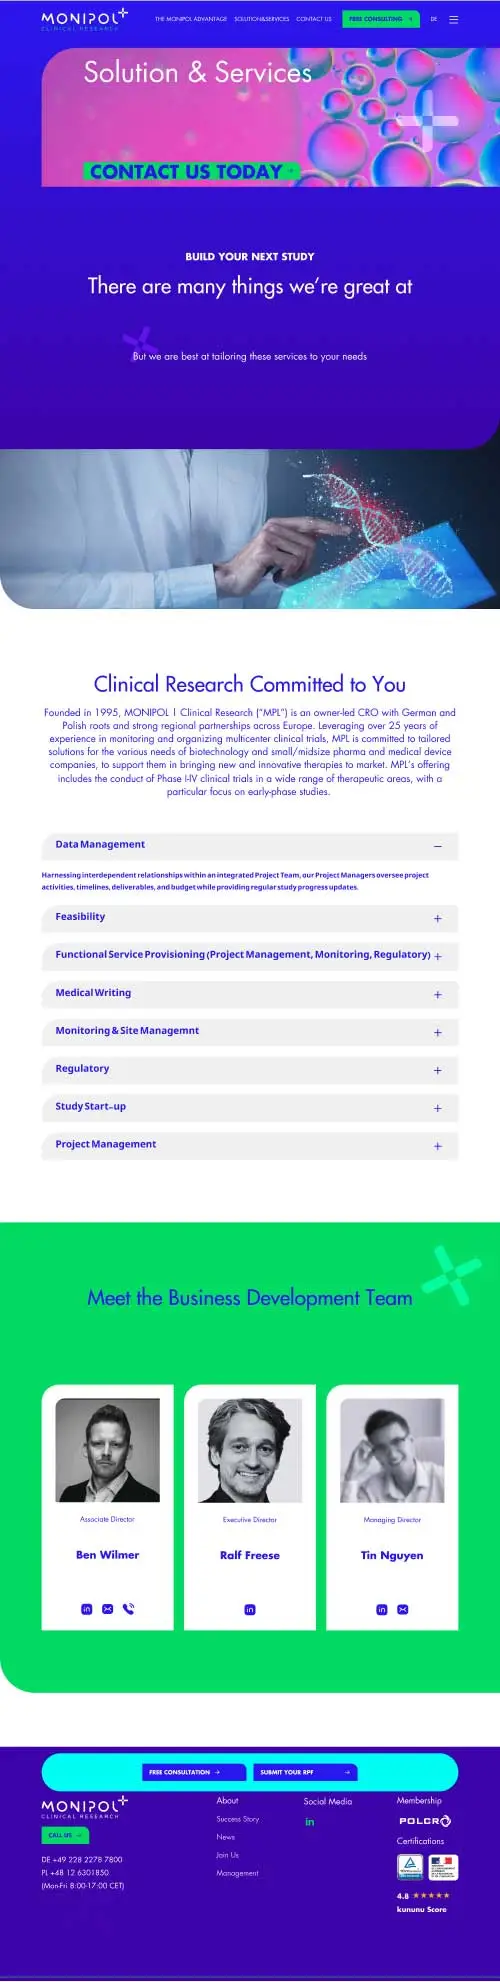 MONIPOL
CLINICAL RESEARCH
THE MONIPOL ADVANTAGE SOLUTION&SERVICES CONTACT US FREE CONSULTING DE
Solution & Services
CONTACT US TODAY
BUILD YOUR NEXT STUDY
There are many things we're great at
But we are best at tailoring these services to your needs
Clinical Research Committed to You
Founded in 1995, MONIPOL | Clinical Research ("MPL") is an owner-led CRO with German and
Polish roots and strong regional partnerships across Europe. Leveraging over 25 years of
experience in monitoring and organizing multicenter clinical trials, MPL is committed to tailored
solutions for the various needs of biotechnology and small/midsize pharma and medical device
companies, to support them in bringing new and innovative therapies to market. MPL's offering
includes the conduct of Phase I-IV clinical trials in a wide range of therapeutic areas, with a
particular focus on early-phase studies.
Data Management
Harnessing interdependent relationships within an integrated Project Team, our Project Managers oversee project
activities, timelines, deliverables, and budget while providing regular study progress updates.
Feasibility
Functional Service Provisioning (Project Management, Monitoring, Regulatory)
Medical Writing
Monitoring & Site Managemnt
Regulatory
Study Start-up
Project Management
Meet the Business Development Team
Associate Director
Ben Wilmer
Executive Director
Ralf Freese
Managing Director
Tin Nguyen
FREE CONSULTATION
SUBMIT YOUR RPF
MONIPOL
CLINICAL RESEARCH
CALL US
DE +49 228 2278 7800
PL +48 12 6301850
(Mon-Fri 8:00-17:00 CET)
About
Success Story
News
Join Us
Management
Social Media
Membership
POLCRO
Certifications
4.8
kununu Score